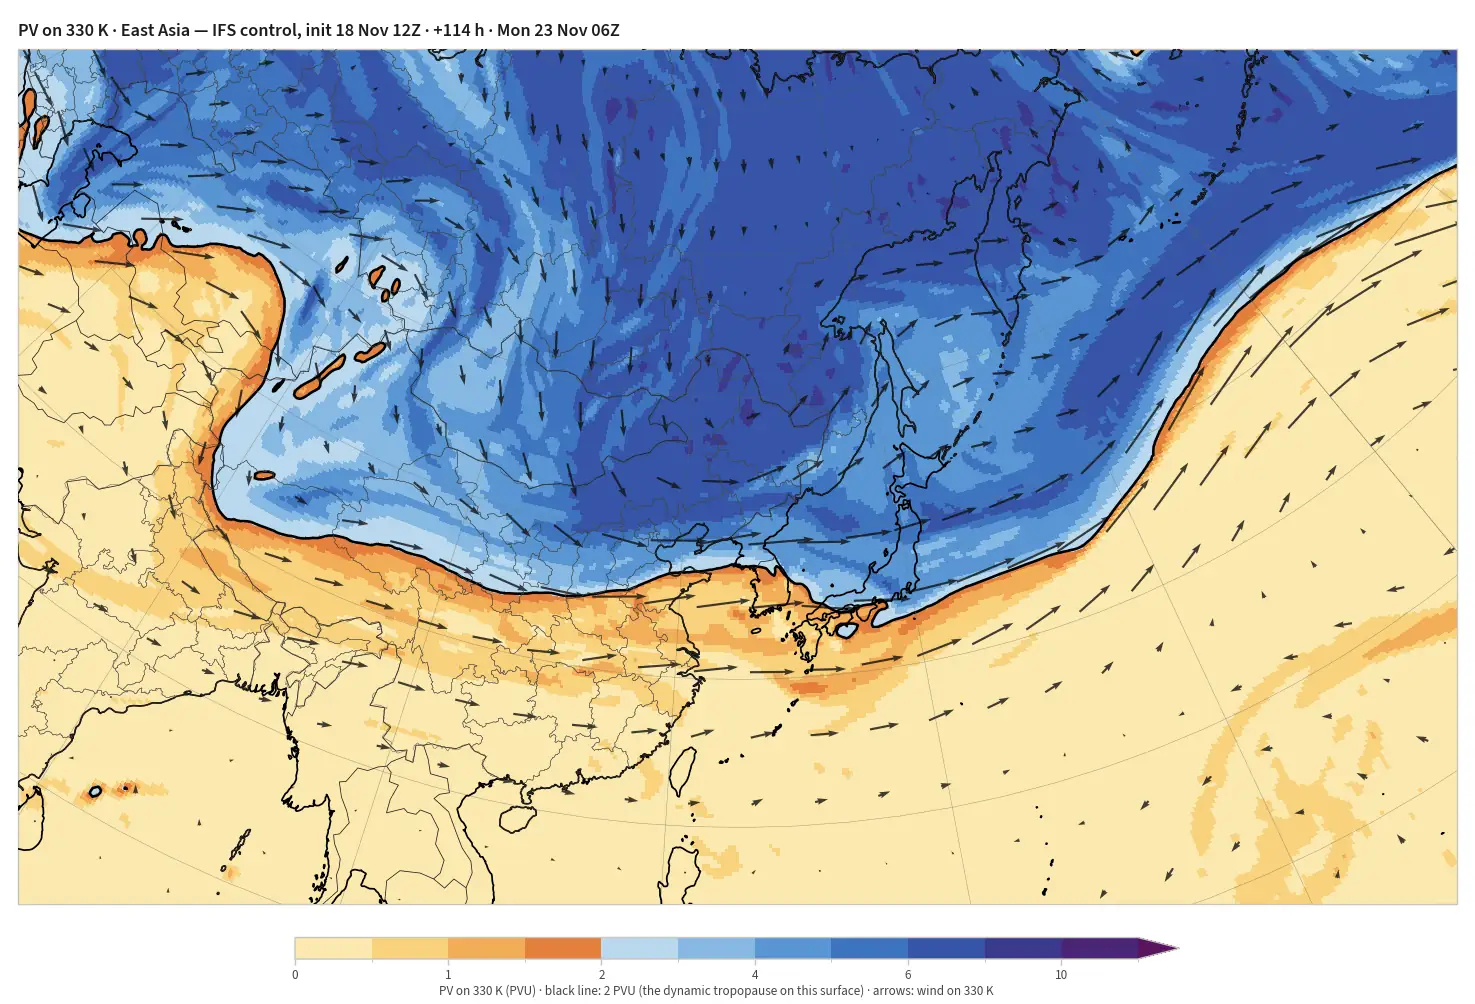 PV on 330 K · East Asia — IFS control, init 18 Nov 12Z · +114 h · Mon 23 Nov 06Z
0 1 2 4 6 10
PV on 330 K (PVU) · black line: 2 PVU (the dynamic tropopause on this surface) · arrows: wind on 330 K